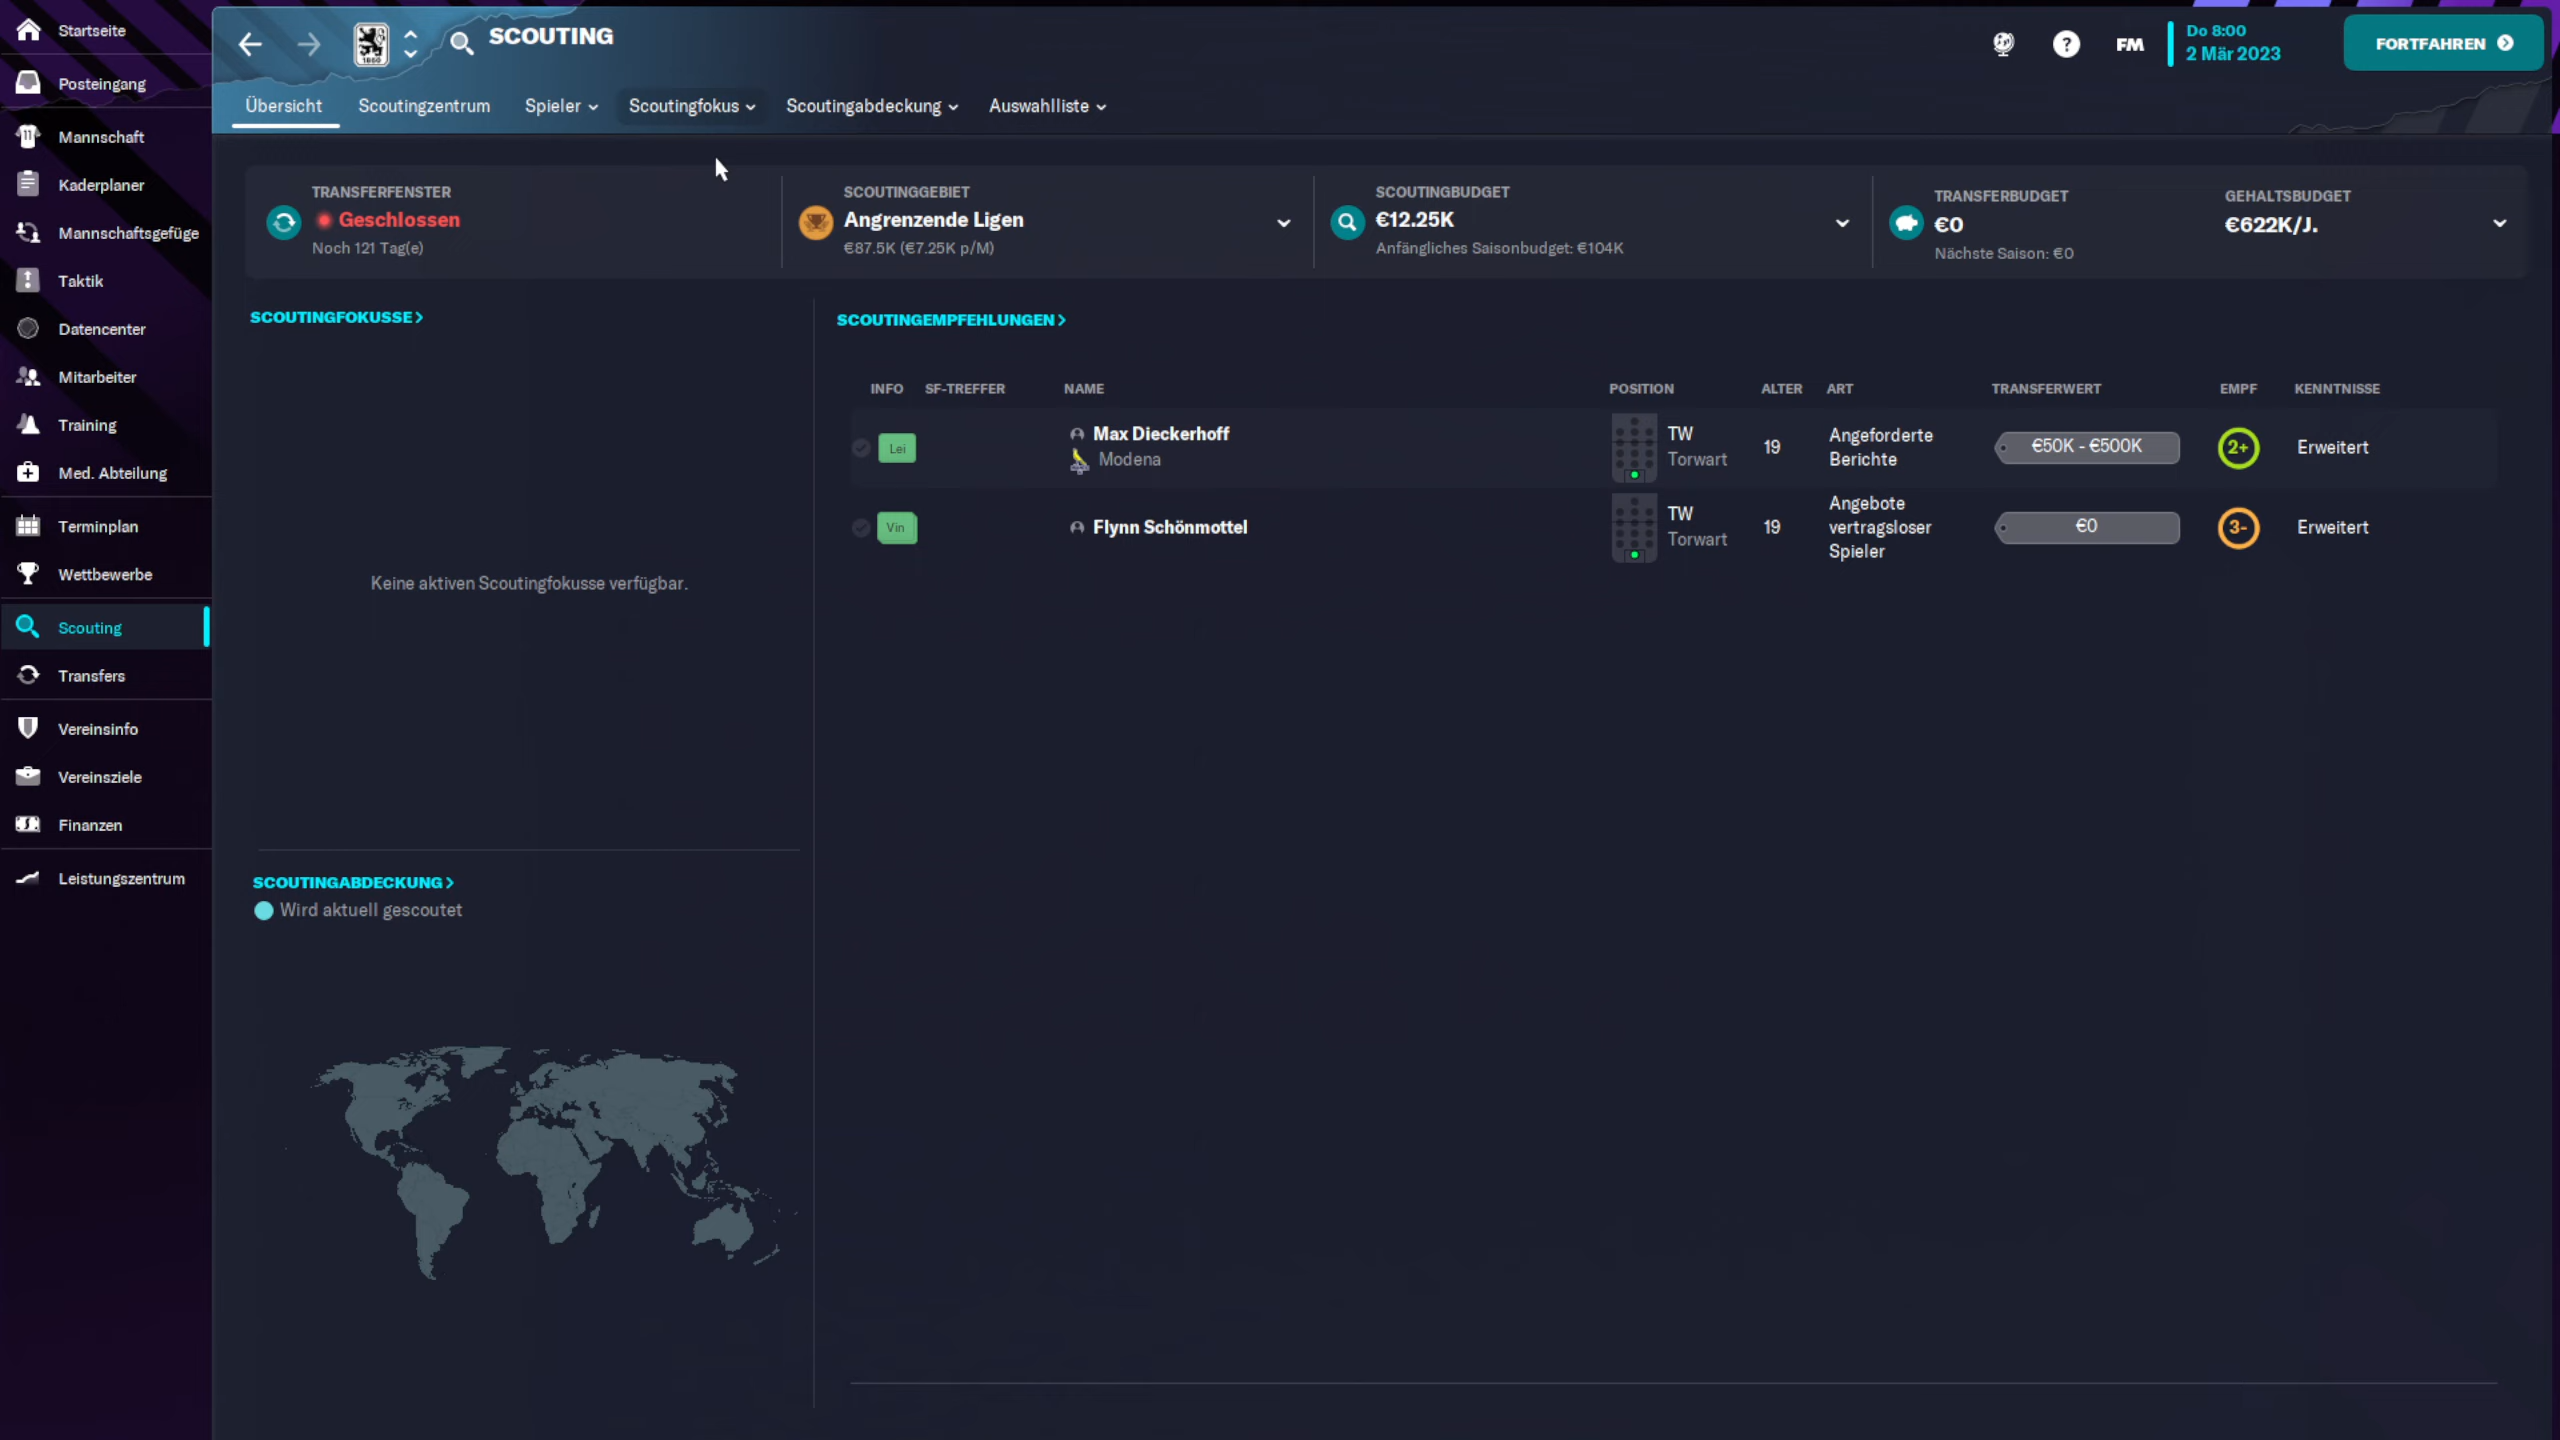 Startseite
Posteingang
Mannschaft
Kaderplaner
Mannschaftsgefüge
Taktik
Datencenter
Mitarbeiter
Training
Med. Abteilung
Terminplan
Wettbewerbe
Scouting
Transfers
Vereinsinfo
Vereinsziele
Finanzen
Leistungszentrum
1860
SCOUTING
?
FM
Do 8:00
2 Mär 2023
FORTFAHREN
Übersicht
Scoutingzentrum
Spieler
Scoutingfokus
Scoutingabdeckung
Auswahlliste
TRANSFERFENSTER
Geschlossen
Noch 121 Tag(e)
SCOUTINGGEBIET
Angrenzende Ligen
€87.5K (€7.25K p/M)
SCOUTINGBUDGET
€12.25K
Anfängliches Saisonbudget: €104K
TRANSFERBUDGET
€0
Nächste Saison: €0
GEHALTSBUDGET
€622K/J.
SCOUTINGFOKUSSE
Keine aktiven Scoutingfokusse verfügbar.
SCOUTINGABDECKUNG
Wird aktuell gescoutet
SCOUTINGEMPFEHLUNGEN
INFO SF-TREFFER NAME POSITION ALTER ART TRANSFERWERT EMPF KENNTNISSE
Lei
Max Dieckerhoff
Modena
TW
Torwart
19
Angeforderte
Berichte
€50K - €500K
2+
Erweitert
Vin
Flynn Schönmottel
TW
Torwart
19
Angebote
vertragsloser
Spieler
€0
3-
Erweitert